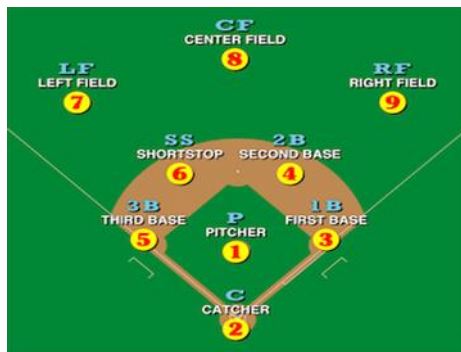 CF
CENTER FIELD
8
LF
LEFT FIELD
7
RF
RIGHT FIELD
9
SS
SHORTSTOP
6
2B
SECOND BASE
4
3B
THIRD BASE
5
P
PITCHER
1
1B
FIRST BASE
3
C
CATCHER
2